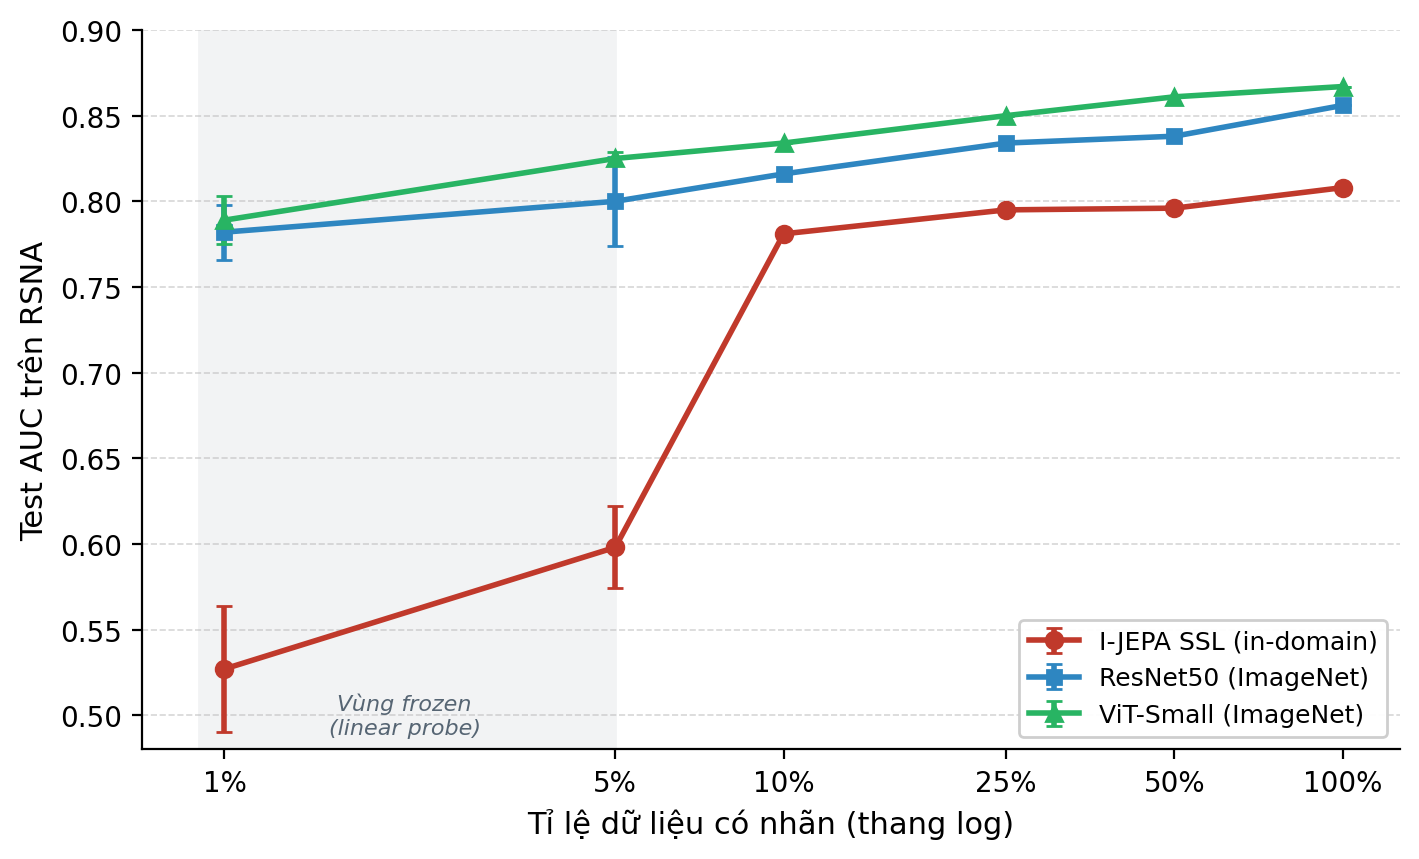 0.90
0.85
0.80
0.75
0.70
0.65
0.60
0.55
0.50
Test AUC trên RSNA
Vùng frozen
(linear probe)
I-JEPA SSL (in-domain)
ResNet50 (ImageNet)
ViT-Small (ImageNet)
1% 5% 10% 25% 50% 100%
Tỉ lệ dữ liệu có nhãn (thang log)